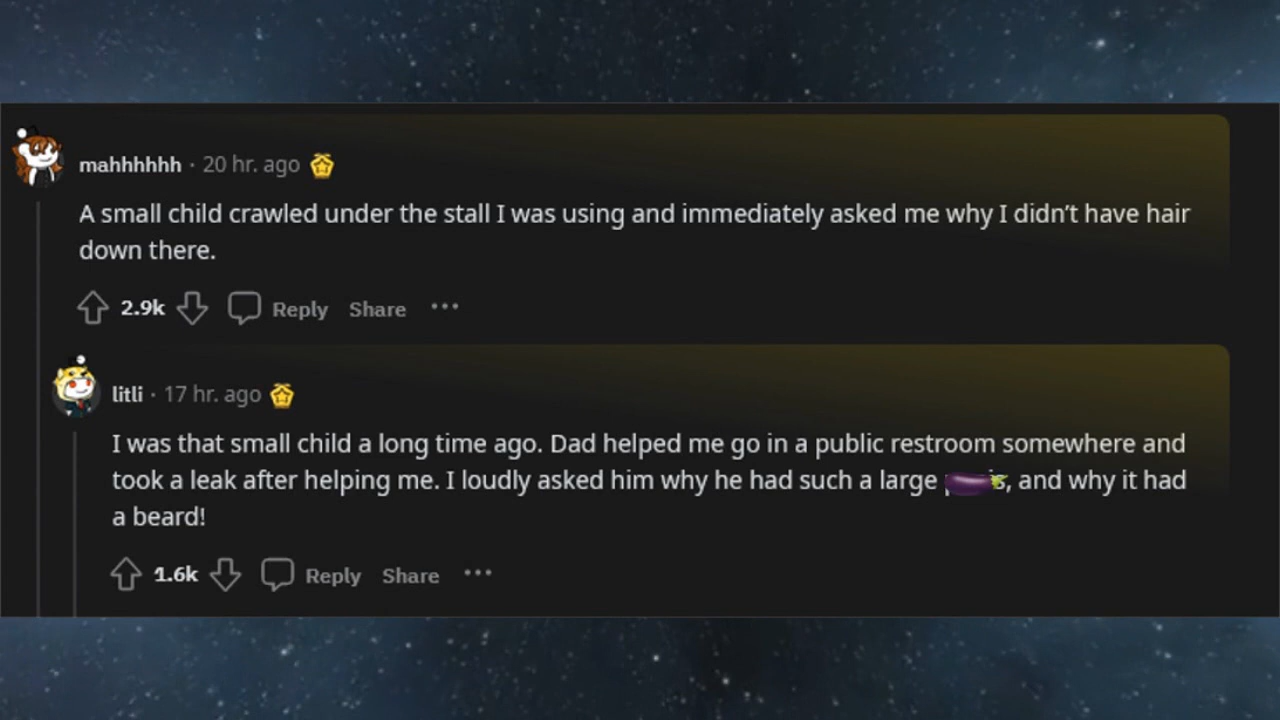 mahhhhhh · 20 hr. ago
A small child crawled under the stall I was using and immediately asked me why I didn't have hair
down there.
2.9k Reply Share ···
litli · 17 hr. ago
I was that small child a long time ago. Dad helped me go in a public restroom somewhere and
took a leak after helping me. I loudly asked him why he had such a large , and why it had
a beard!
1.6k Reply Share ···